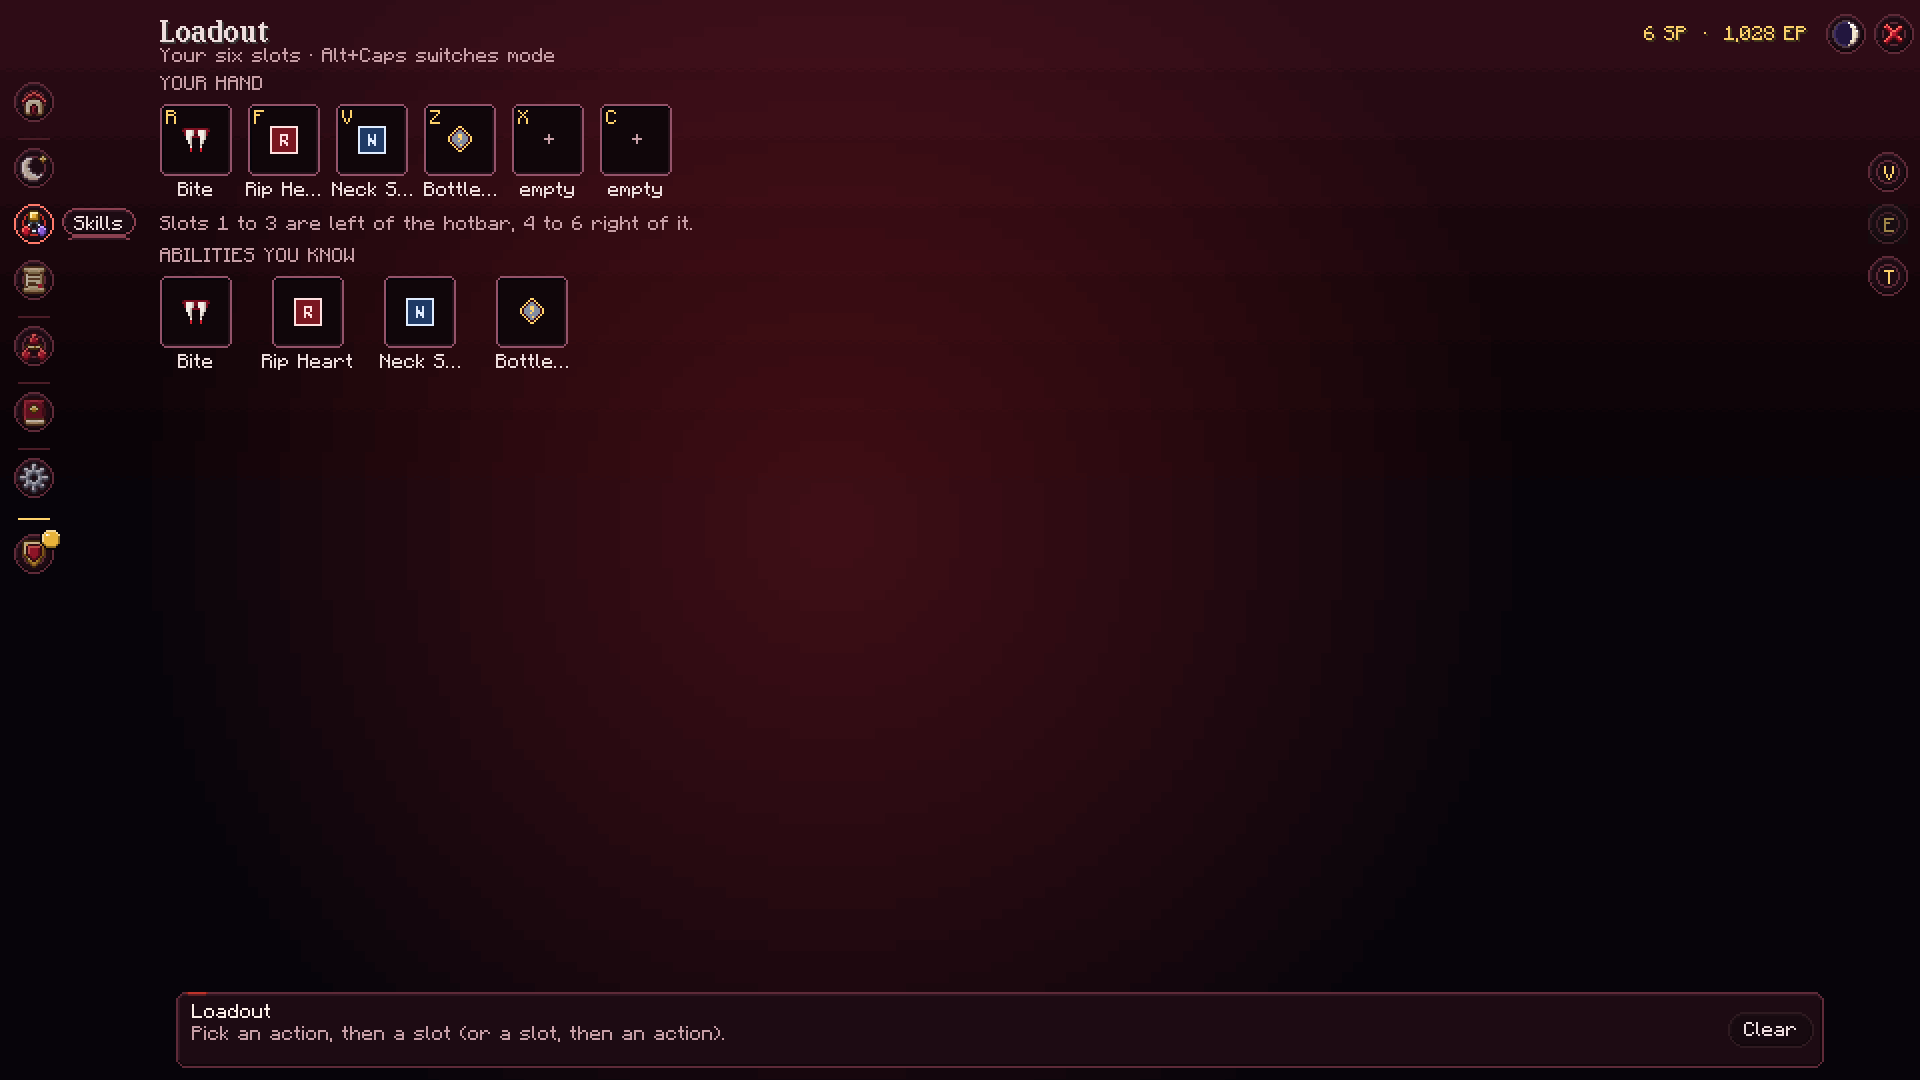 Loadout
Your six slots · Alt+Caps switches mode
6 SP · 1,028 EP
YOUR HAND
R F V Z X C
R N
Bite Rip He... Neck S... Bottle... empty empty
Skills
Slots 1 to 3 are left of the hotbar, 4 to 6 right of it.
ABILITIES YOU KNOW
R N
Bite Rip Heart Neck S... Bottle...
V
E
T
Loadout
Pick an action, then a slot (or a slot, then an action).
Clear